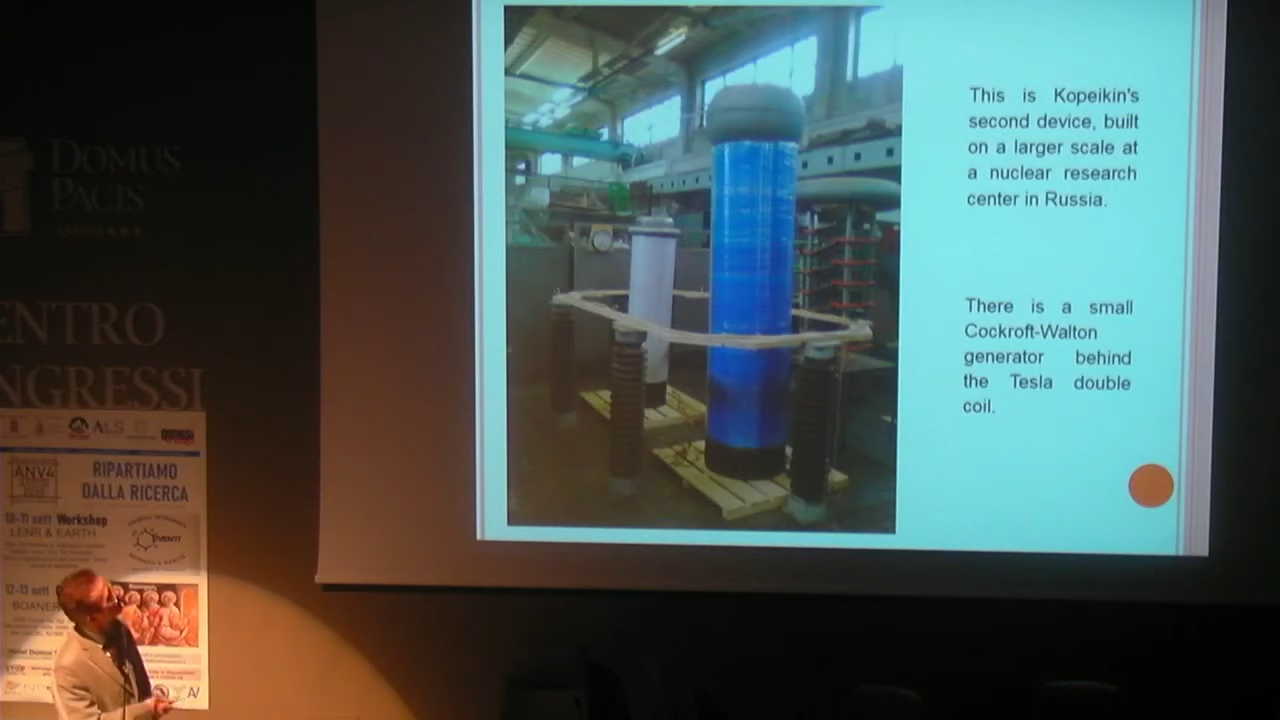 This is Kopeikin's
second device, built
on a larger scale at
a nuclear research
center in Russia.
There is a small
Cockroft-Walton
generator behind
the Tesla double
coil.
DOMUS
PACIS
ENTRO
NGRESSI
ALS
ANV4
RIPARTIAMO
DALLA RICERCA
10-11 sett Workshop
LENR & EARTH
EVENTI
12-13 sett
BOANER